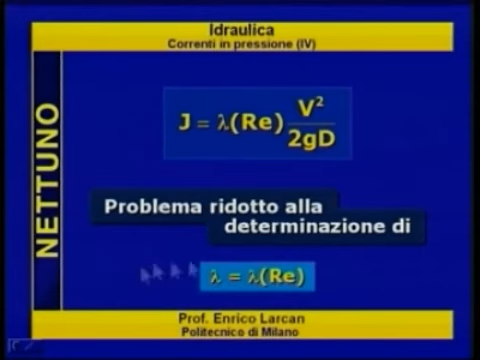 Idraulica
Correnti in pressione (IV)
NETTUNO
J = λ(Re) V²/2gD
Problema ridotto alla
determinazione di
λ = λ(Re)
Prof. Enrico Larcan
Politecnico di Milano